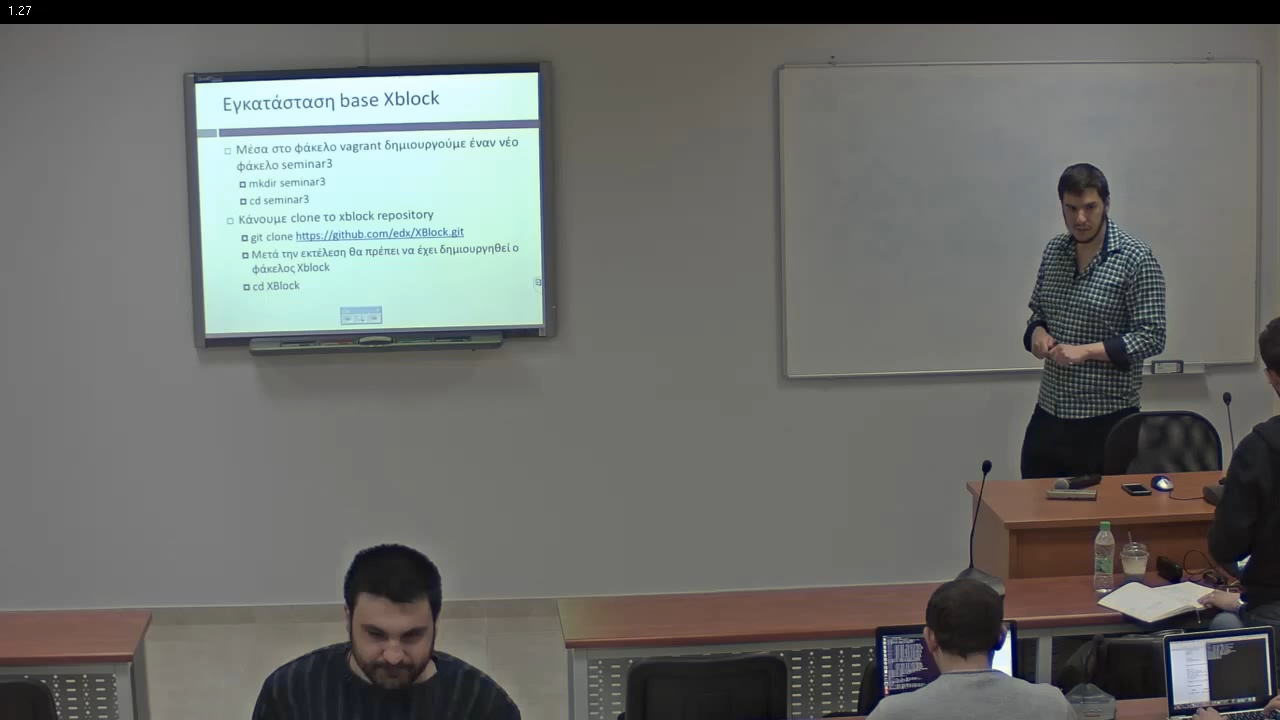 1.27
Εγκατάσταση base Xblock
Μέσα στο φάκελο vagrant δημιουργούμε έναν νέο
φάκελο seminar3
mkdir seminar3
cd seminar3
Κάνουμε clone το xblock repository
git clone https://github.com/edx/XBlock.git
Μετά την εκτέλεση θα πρέπει να έχει δημιουργηθεί ο
φάκελος Xblock
cd XBlock